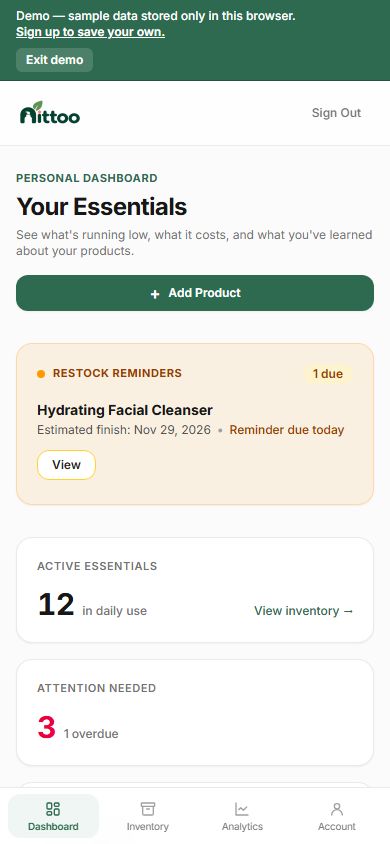 Demo — sample data stored only in this browser.
Sign up to save your own.
Exit demo
nittoo
Sign Out
PERSONAL DASHBOARD
Your Essentials
See what's running low, what it costs, and what you've learned
about your products.
+ Add Product
RESTOCK REMINDERS
1 due
Hydrating Facial Cleanser
Estimated finish: Nov 29, 2026 • Reminder due today
View
ACTIVE ESSENTIALS
12 in daily use
View inventory →
ATTENTION NEEDED
3 1 overdue
Dashboard
Inventory
Analytics
Account